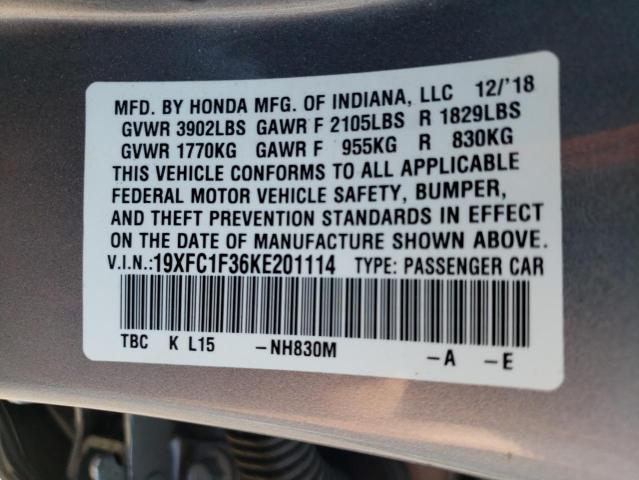 MFD. BY HONDA MFG. OF INDIANA, LLC 12/'18
GVWR 3902LBS GAWR F 2105LBS R 1829LBS
GVWR 1770KG GAWR F 955KG R 830KG
THIS VEHICLE CONFORMS TO ALL APPLICABLE
FEDERAL MOTOR VEHICLE SAFETY, BUMPER,
AND THEFT PREVENTION STANDARDS IN EFFECT
ON THE DATE OF MANUFACTURE SHOWN ABOVE.
V.I.N.:19XFC1F36KE201114 TYPE: PASSENGER CAR
TBC K L15 -NH830M -A -E